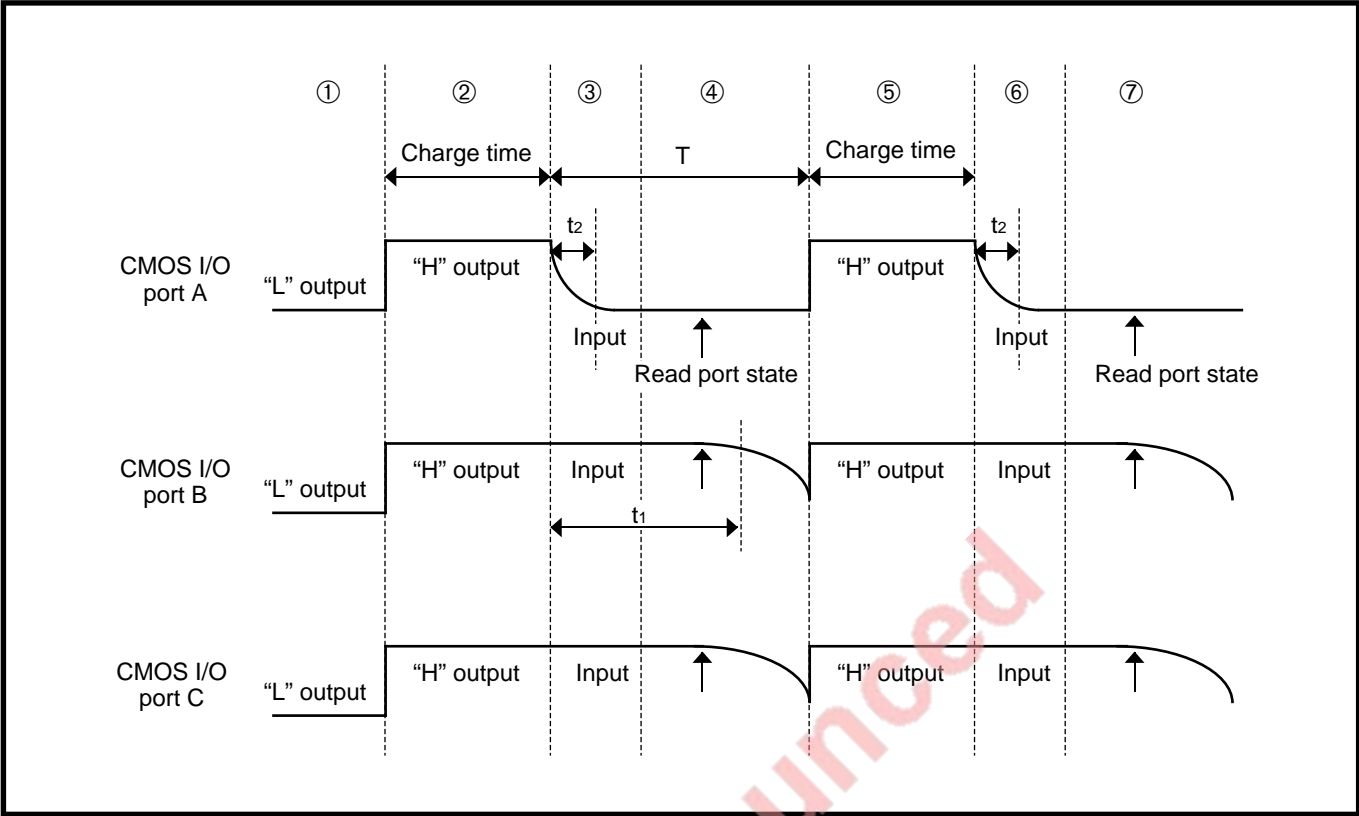 ① ② ③ ④ ⑤ ⑥ ⑦
Charge time T Charge time
t2 t2
CMOS I/O
port A
“L” output “H” output “H” output
Input Input
Read port state Read port state
CMOS I/O
port B
“L” output “H” output Input “H” output Input
t1
CMOS I/O
port C
“L” output “H” output Input “H” output Input
unced